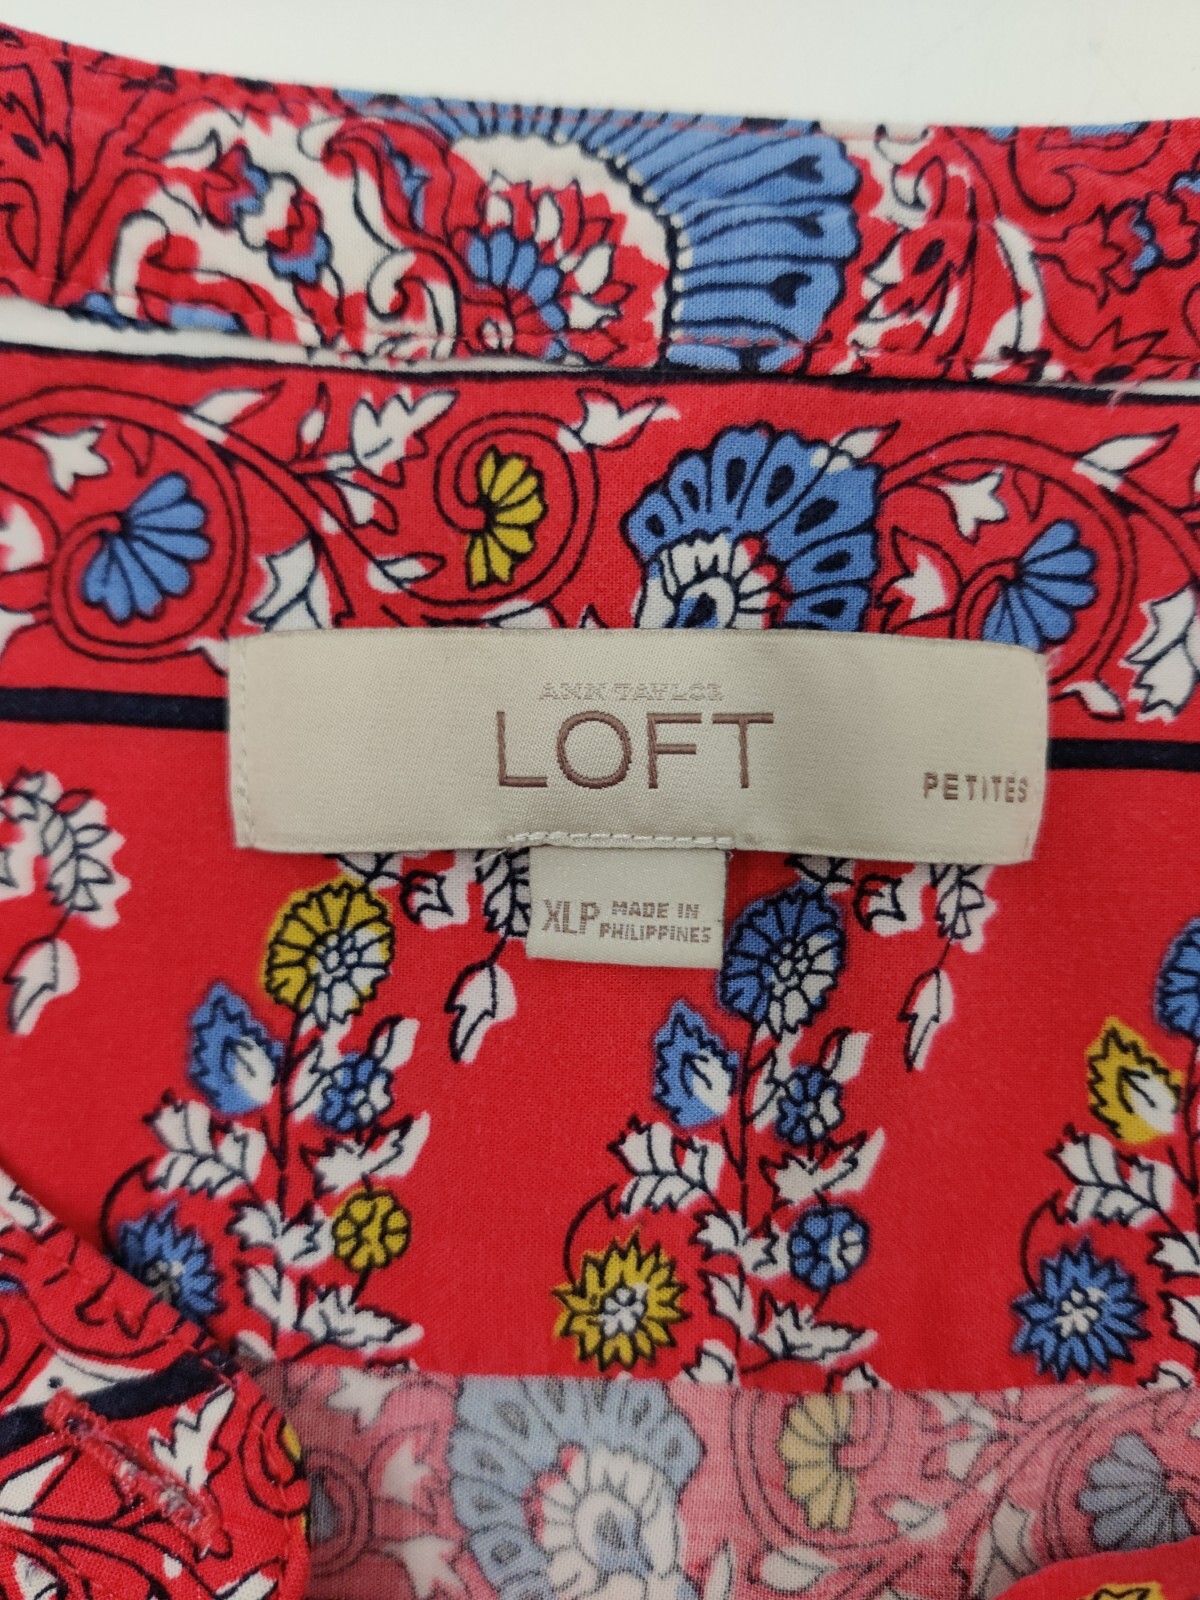 ANN TAYLOR
LOFT
PETITES
XLP MADE IN
PHILIPPINES